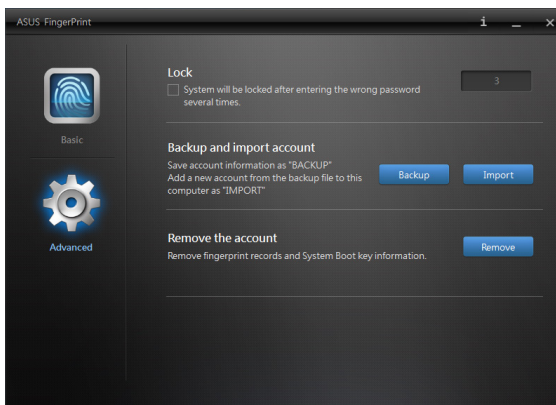 ASUS FingerPrint
i
Lock
System will be locked after entering the wrong password
several times.
3
Basic
Backup and import account
Save account information as "BACKUP"
Add a new account from the backup file to this
computer as "IMPORT"
Backup
Import
Advanced
Remove the account
Remove fingerprint records and System Boot key information.
Remove